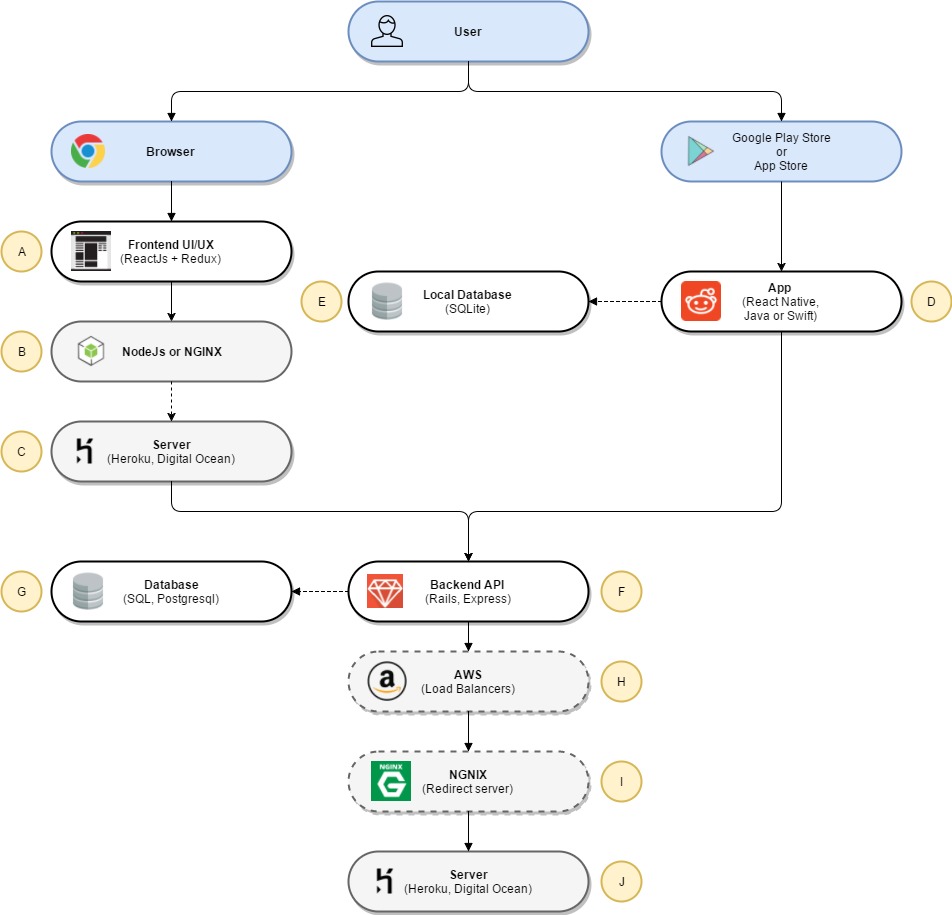 User
Browser
Google Play Store
or
App Store
A
Frontend UI/UX
(ReactJs + Redux)
E
Local Database
(SQLite)
App
(React Native,
Java or Swift)
D
B
NodeJs or NGINX
C
Server
(Heroku, Digital Ocean)
G
Database
(SQL, Postgresql)
Backend API
(Rails, Express)
F
a
AWS
(Load Balancers)
H
NGINX
G
NGNIX
(Redirect server)
I
Server
(Heroku, Digital Ocean)
J